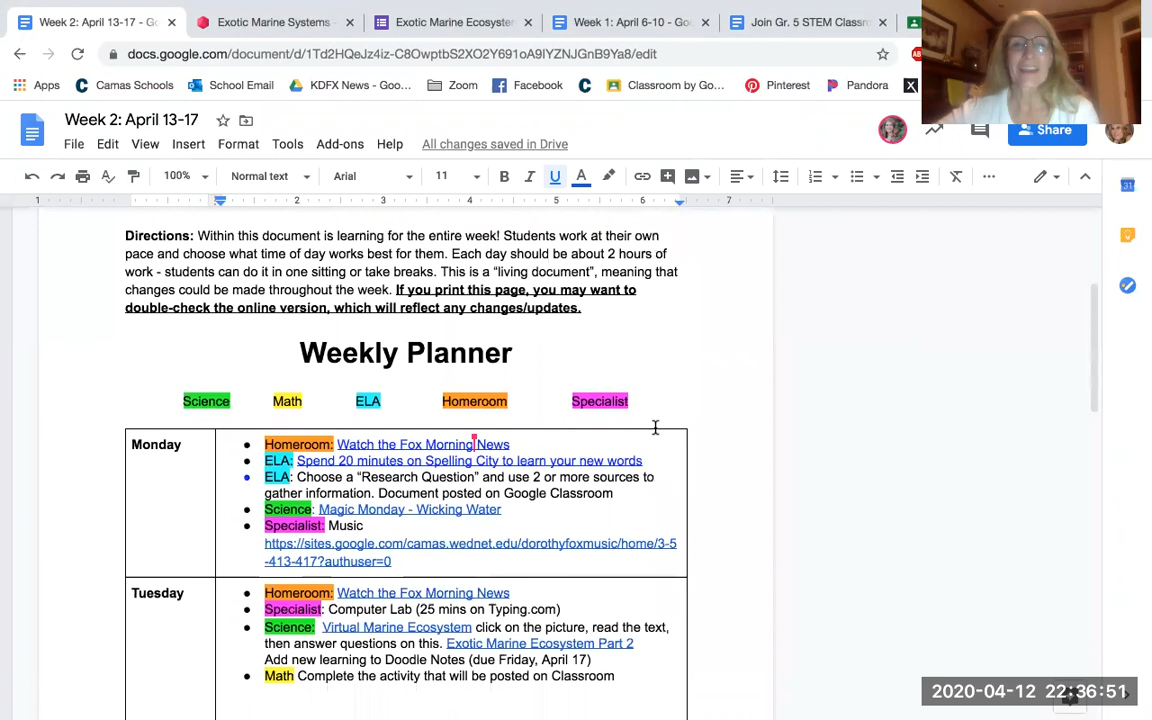 Week 2: April 13-17 - Go
Exotic Marine Systems -
Exotic Marine Ecosystem
Week 1: April 6-10 - Goo
Join Gr. 5 STEM Classro
docs.google.com/document/d/1Td2HQeJz4iz-C8OwptbS2XO2Y691oA9lYZNJGnB9Ya8/edit
Apps
Camas Schools
School Email
KDFX News - Goo...
Zoom
Facebook
Classroom by Go...
Pinterest
Pandora
Week 2: April 13-17
File Edit View Insert Format Tools Add-ons Help All changes saved in Drive
Share
100% Normal text Arial 11
1 1 2 3 4 5 6 7
Directions: Within this document is learning for the entire week! Students work at their own
pace and choose what time of day works best for them. Each day should be about 2 hours of
work - students can do it in one sitting or take breaks. This is a “living document”, meaning that
changes could be made throughout the week. If you print this page, you may want to
double-check the online version, which will reflect any changes/updates.
Weekly Planner
Science Math ELA Homeroom Specialist
Monday
Homeroom: Watch the Fox Morning News
ELA: Spend 20 minutes on Spelling City to learn your new words
ELA: Choose a “Research Question” and use 2 or more sources to
gather information. Document posted on Google Classroom
Science: Magic Monday - Wicking Water
Specialist: Music
https://sites.google.com/camas.wednet.edu/dorothyfoxmusic/home/3-5
-413-417?authuser=0
Tuesday
Homeroom: Watch the Fox Morning News
Specialist: Computer Lab (25 mins on Typing.com)
Science: Virtual Marine Ecosystem click on the picture, read the text,
then answer questions on this. Exotic Marine Ecosystem Part 2
Add new learning to Doodle Notes (due Friday, April 17)
Math Complete the activity that will be posted on Classroom
2020-04-12 22:36:51